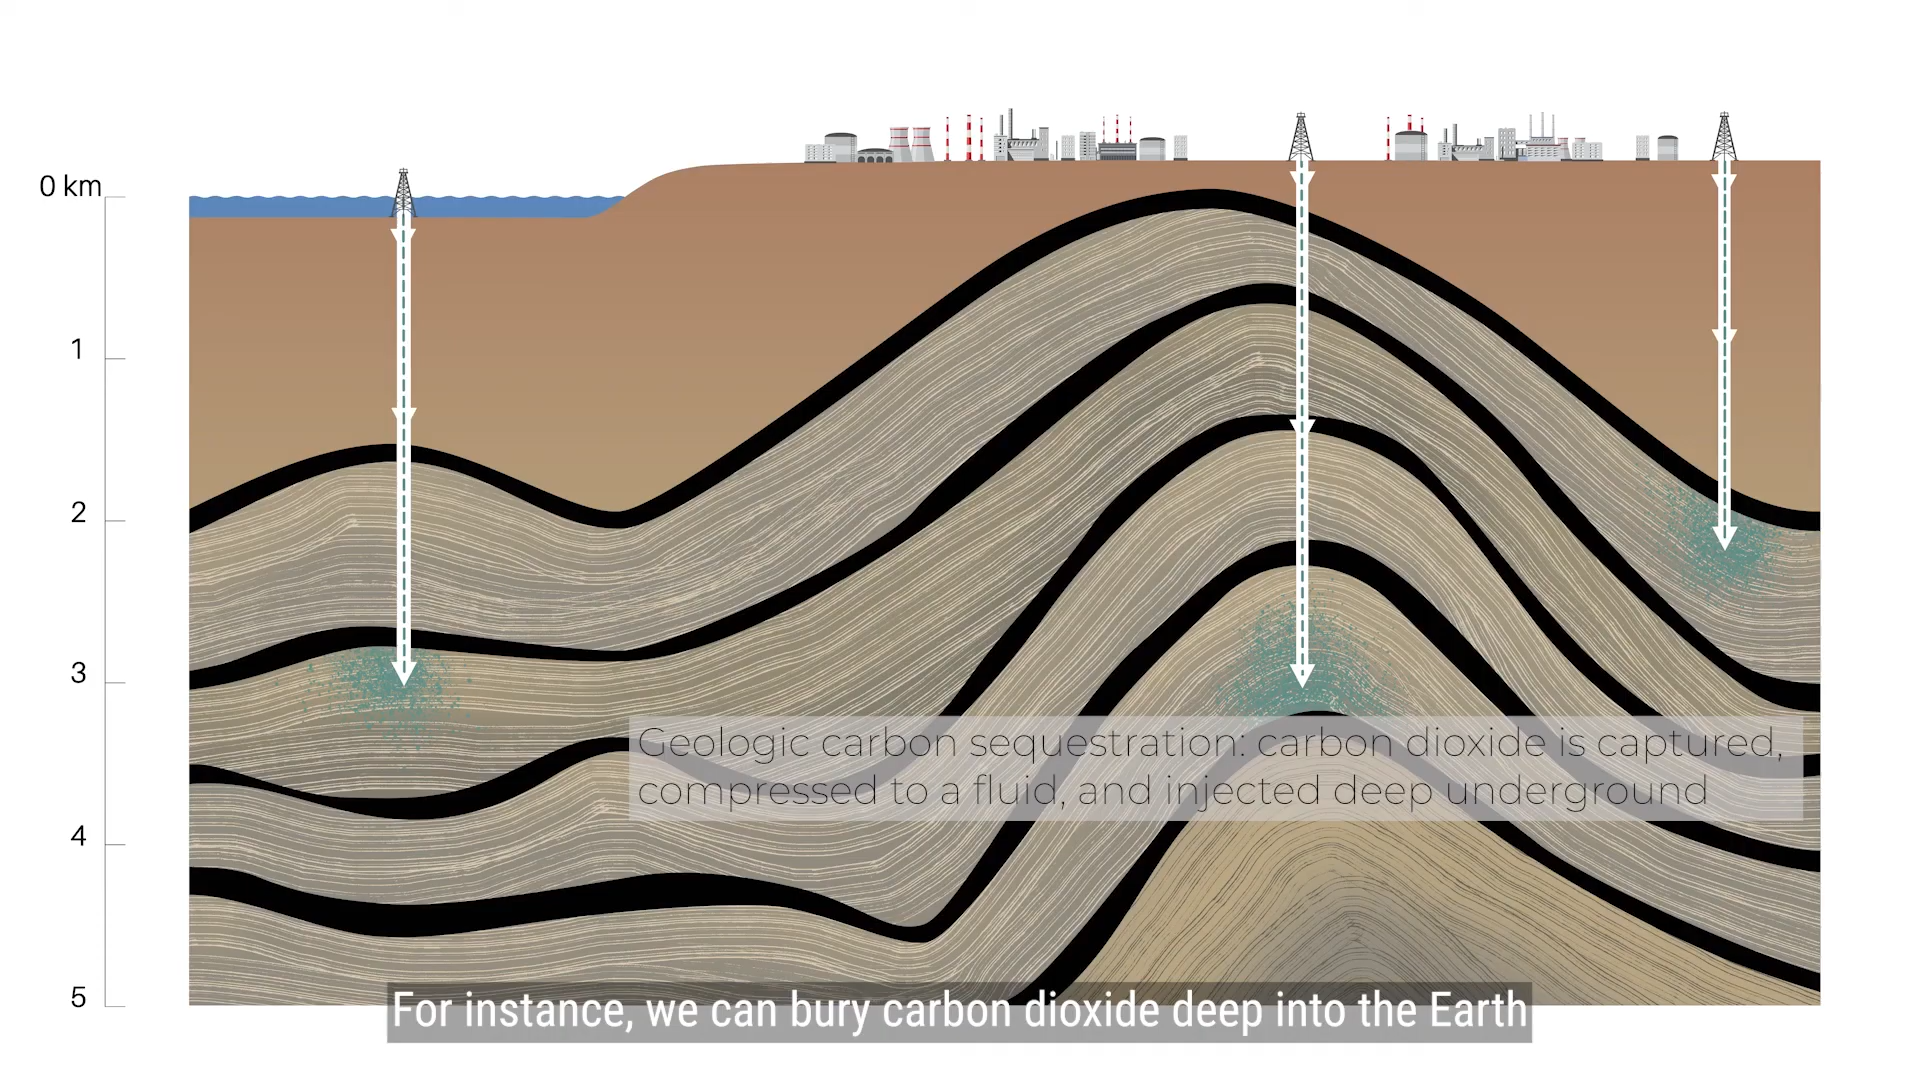 0 km
1
2
3
4
5
Geologic carbon sequestration: carbon dioxide is captured,
compressed to a fluid, and injected deep underground
For instance, we can bury carbon dioxide deep into the Earth